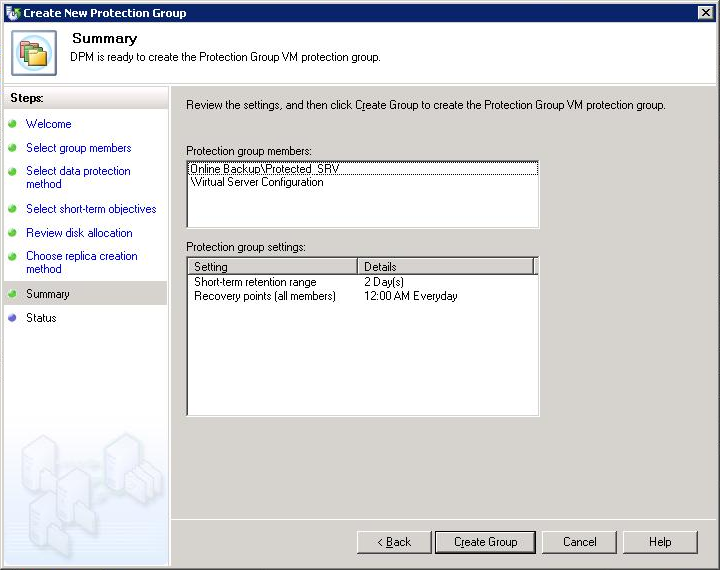 Create New Protection Group
Summary
DPM is ready to create the Protection Group VM protection group.
Steps:
Welcome
Select group members
Select data protection
method
Select short-term objectives
Review disk allocation
Choose replica creation
method
Summary
Status
Review the settings, and then click Create Group to create the Protection Group VM protection group.
Protection group members:
Online Backup\Protected_SRV
\Virtual Server Configuration
Protection group settings:
Setting Details
Short-term retention range 2 Day(s)
Recovery points (all members) 12:00 AM Everyday
< Back Create Group Cancel Help